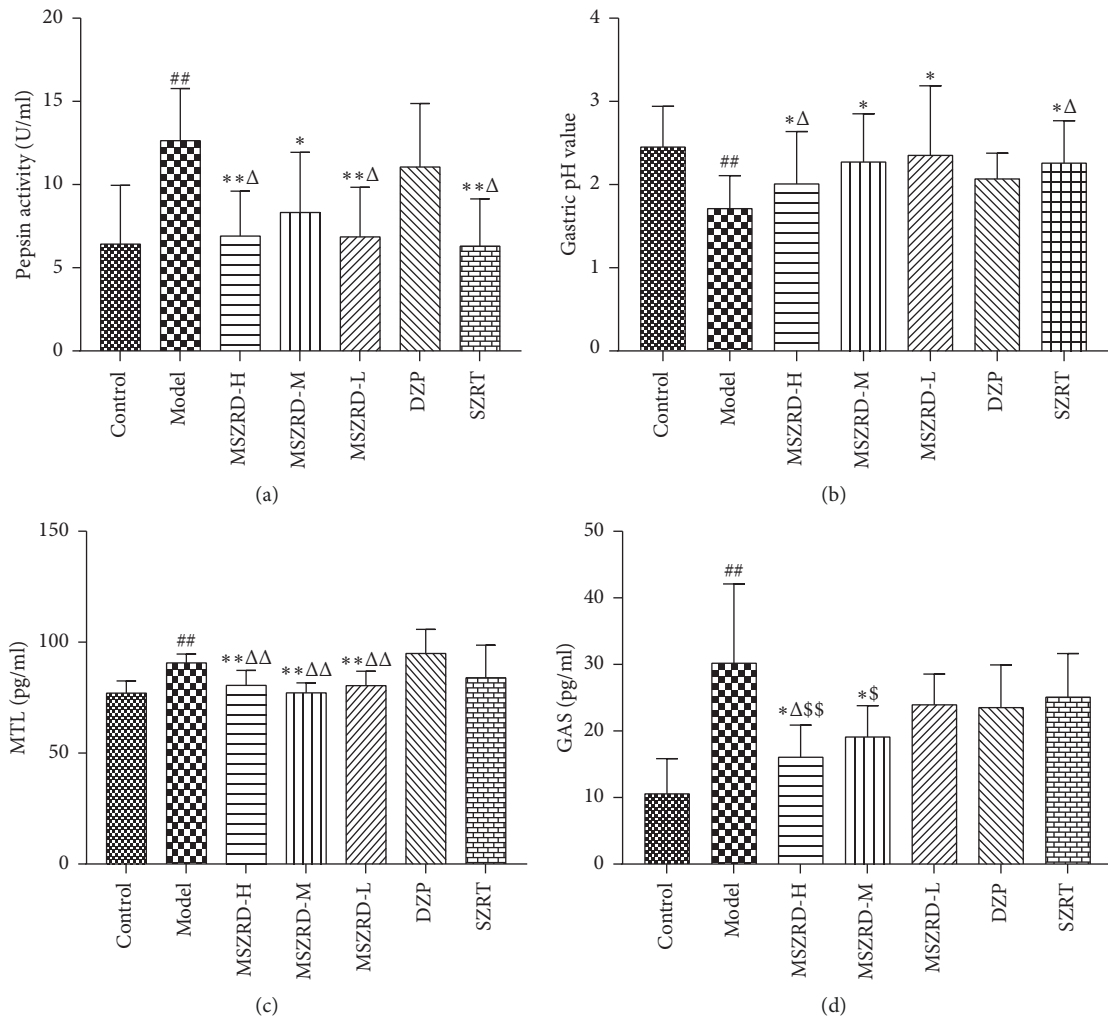 20
15
10
5
0
Pepsin activity (U/ml)
##
**Δ
*
**Δ
**Δ
Control
Model
MSZRD-H
MSZRD-M
MSZRD-L
DZP
SZRT
(a)
4
3
2
1
0
Gastric pH value
##
*Δ
*
*
*Δ
Control
Model
MSZRD-H
MSZRD-M
MSZRD-L
DZP
SZRT
(b)
150
100
50
0
MTL (pg/ml)
##
**ΔΔ
**ΔΔ
**ΔΔ
Control
Model
MSZRD-H
MSZRD-M
MSZRD-L
DZP
SZRT
(c)
50
40
30
20
10
0
GAS (pg/ml)
##
*Δ$$
*$
Control
Model
MSZRD-H
MSZRD-M
MSZRD-L
DZP
SZRT
(d)